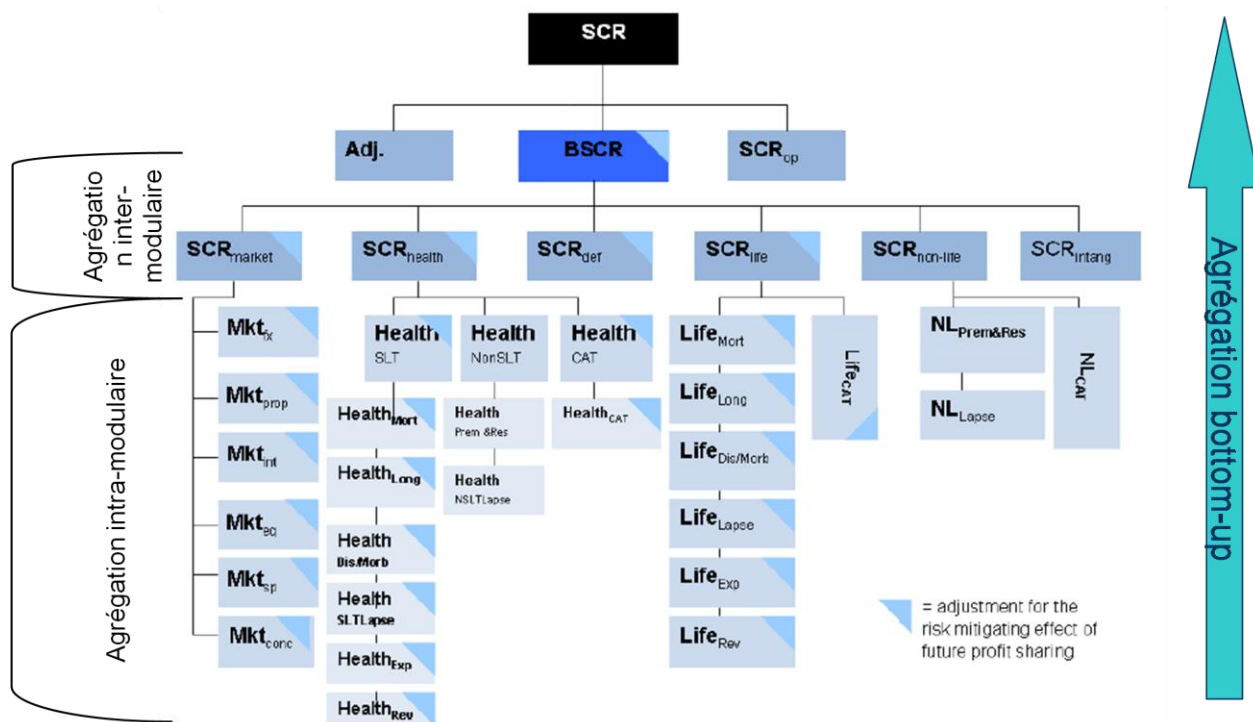 SCR
Adj.
BSCR
SCRop
Agrégatio
n inter-
modulaire
SCRmarket
SCRhealth
SCRdef
SCRlife
SCRnon-life
SCRintang
Agrégation intra-modulaire
Mktfx
Mktprop
Mktint
Mkteq
Mktsp
Mktconc
Health
SLT
HealthMort
HealthLong
Health
Dis/Morb
Health
SLTLapse
HealthExp
HealthRev
Health
NonSLT
Health
Prem &Res
Health
NSLTLapse
Health
CAT
HealthCAT
LifeMort
LifeLong
LifeDis/Morb
LifeLapse
LifeExp
LifeRev
LifeCAT
NLPrem&Res
NLLapse
NLCAT
= adjustment for the
risk mitigating effect of
future profit sharing
Agrégation bottom-up